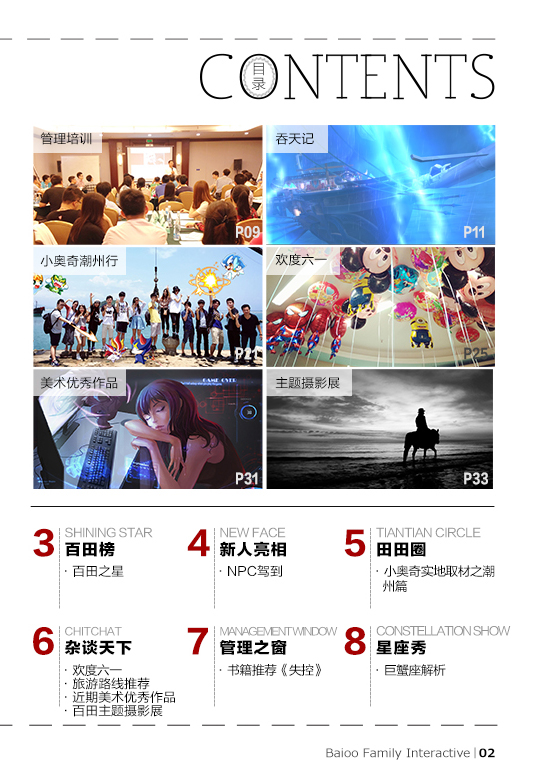 CONTENTS
目录
管理培训
P09
吞天记
P11
小奥奇潮州行
P21
欢度六一
P25
美术优秀作品
GAME OVER
P31
主题摄影展
P33
3 SHINING STAR
百田榜
· 百田之星
4 NEW FACE
新人亮相
· NPC驾到
5 TIANTIAN CIRCLE
田田圈
· 小奥奇实地取材之潮
州篇
6 CHITCHAT
杂谈天下
· 欢度六一
· 旅游路线推荐
· 近期美术优秀作品
· 百田主题摄影展
7 MANAGEMENT WINDOW
管理之窗
· 书籍推荐《失控》
8 CONSTELLATION SHOW
星座秀
· 巨蟹座解析
Baioo Family Interactive | 02